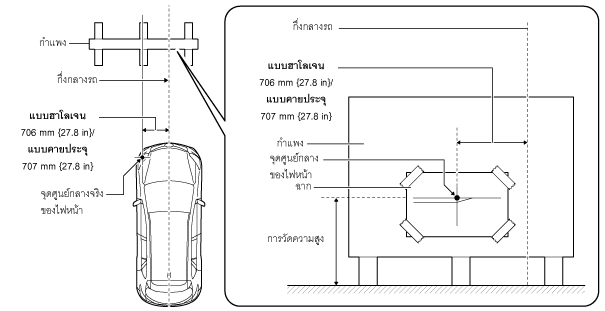 กำแพง
กึ่งกลางรถ
แบบฮาโลเจน
706 mm {27.8 in}/
แบบคายประจุ
707 mm {27.8 in}
จุดศูนย์กลางจริง
ของไฟหน้า
กึ่งกลางรถ
แบบฮาโลเจน
706 mm {27.8 in}/
แบบคายประจุ
707 mm {27.8 in}
กำแพง
จุดศูนย์กลาง
ของไฟหน้า
ฉาก
การวัดความสูง